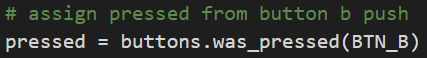 # assign pressed from button b push
pressed = buttons.was_pressed(BTN_B)